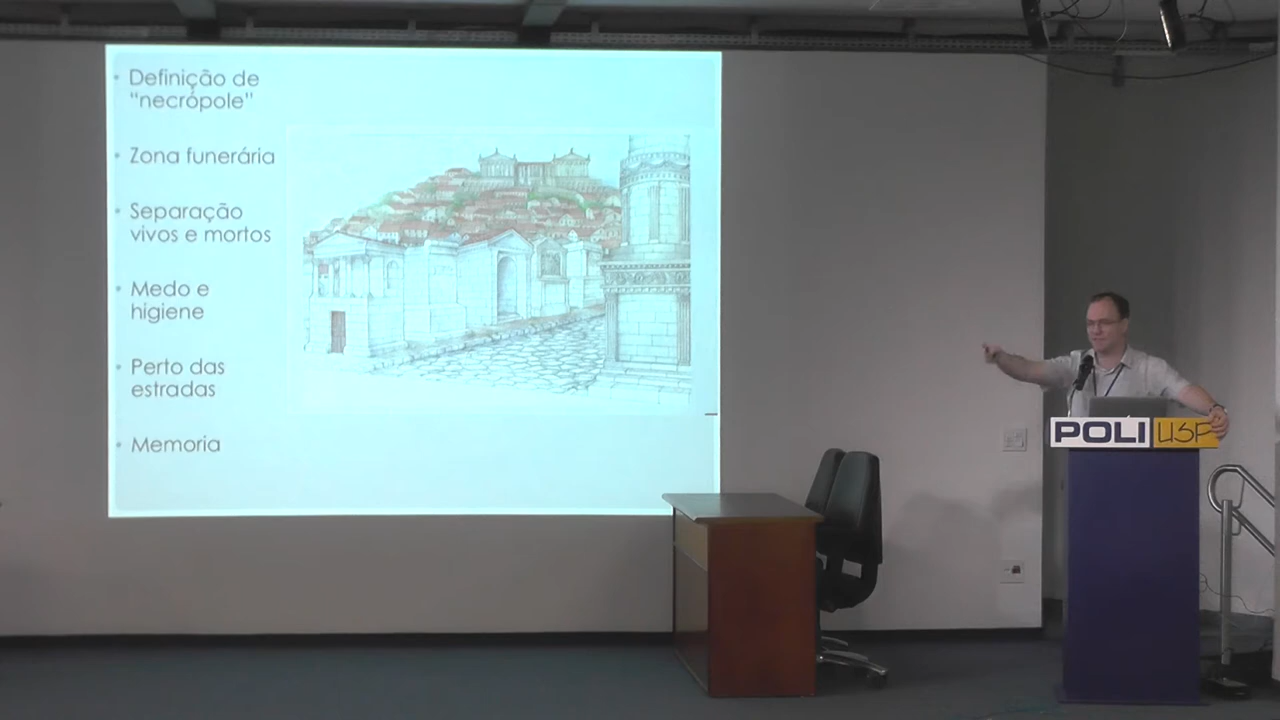 Definição de
"necrópole"
Zona funerária
Separação
vivos e mortos
Medo e
higiene
Perto das
estradas
Memoria
POLI USP